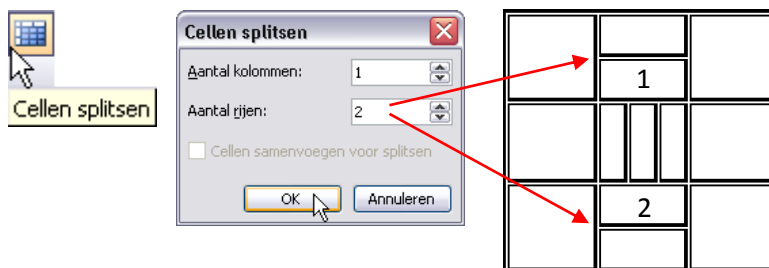 Cellen splitsen
Cellen splitsen
Aantal kolommen: 1
Aantal rijen: 2
Cellen samenvoegen voor splitsen
OK Annuleren
1
2